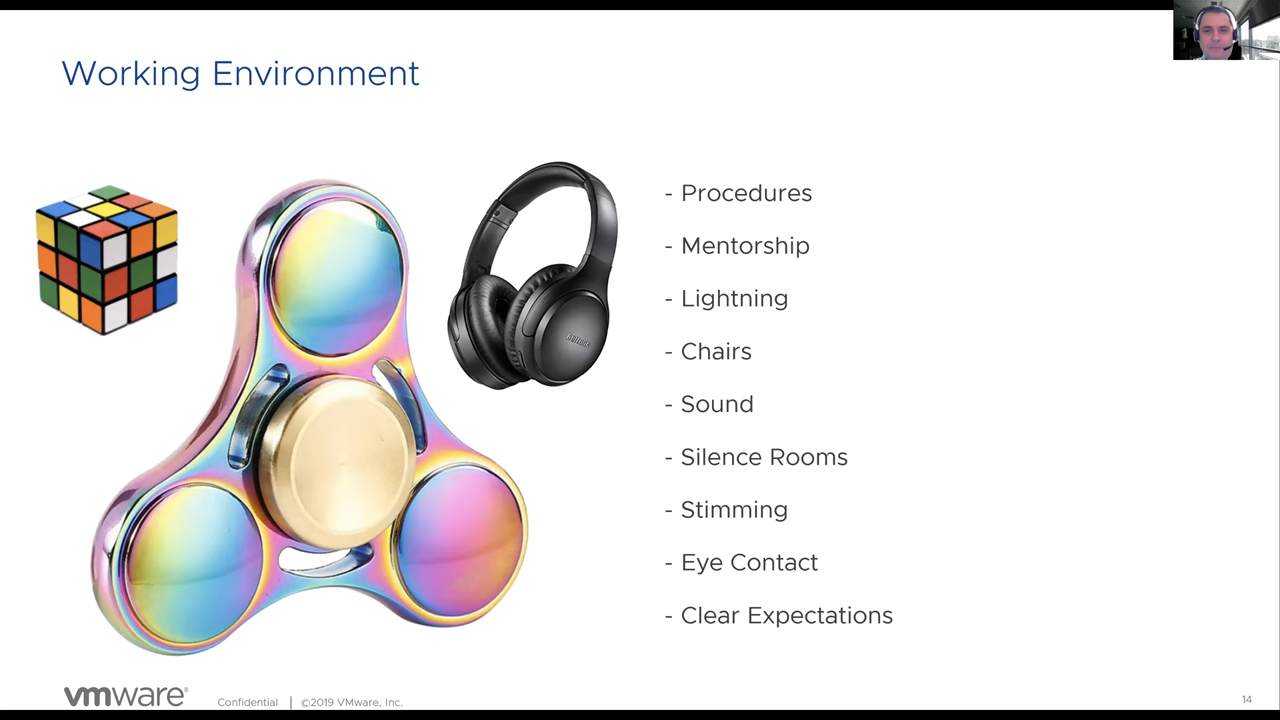 Working Environment
- Procedures
- Mentorship
- Lightning
- Chairs
- Sound
- Silence Rooms
- Stimming
- Eye Contact
- Clear Expectations
vmware®
Confidential | ©2019 VMware, Inc.
14